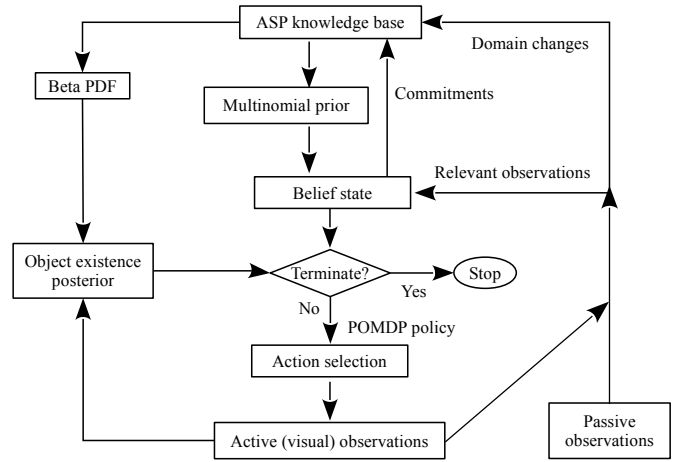 ASP knowledge base
Domain changes
Beta PDF
Multinomial prior
Commitments
Relevant observations
Belief state
Object existence
posterior
Terminate?
Stop
Yes
No
POMDP policy
Action selection
Active (visual) observations
Passive
observations